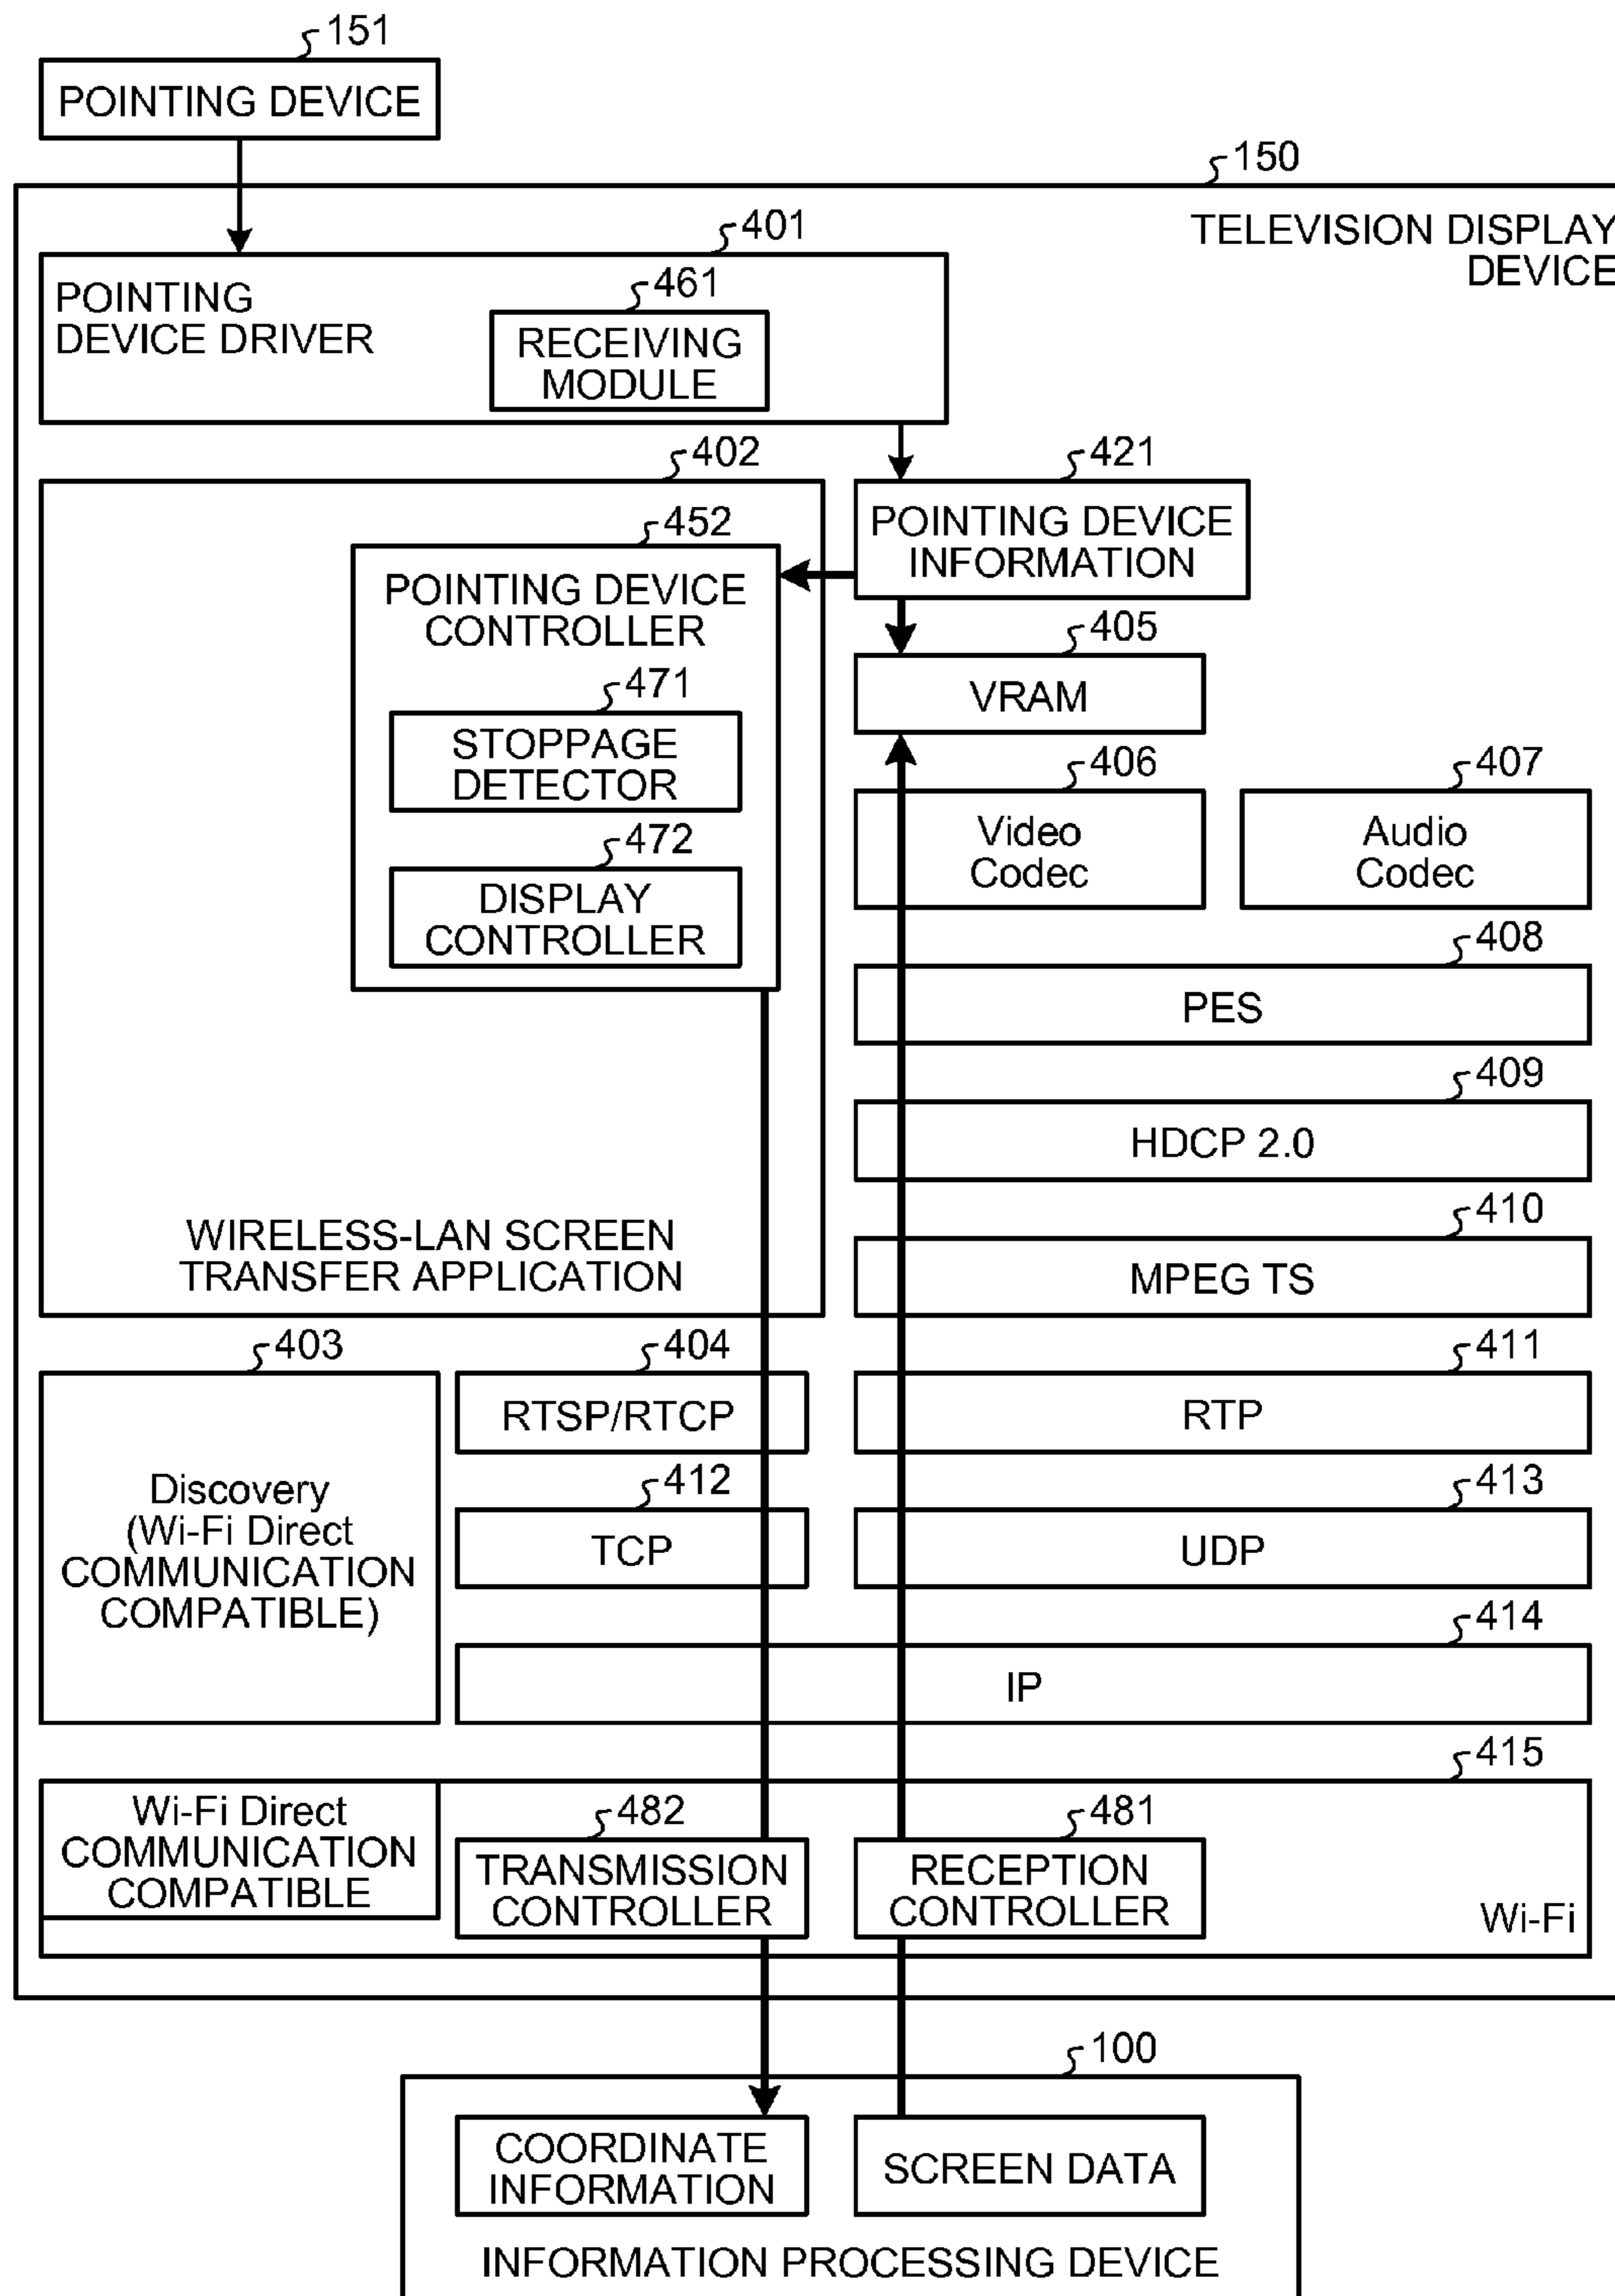 151
POINTING DEVICE
150
TELEVISION DISPLAY
DEVICE
401
POINTING
DEVICE DRIVER
461
RECEIVING
MODULE
402
421
POINTING DEVICE
INFORMATION
452
POINTING DEVICE
CONTROLLER
405
VRAM
471
STOPPAGE
DETECTOR
406
Video
Codec
407
Audio
Codec
472
DISPLAY
CONTROLLER
408
PES
409
HDCP 2.0
410
MPEG TS
WIRELESS-LAN SCREEN
TRANSFER APPLICATION
403
Discovery
(Wi-Fi Direct
COMMUNICATION
COMPATIBLE)
404
RTSP/RTCP
411
RTP
412
TCP
413
UDP
414
IP
415
Wi-Fi Direct
COMMUNICATION
COMPATIBLE
482
TRANSMISSION
CONTROLLER
481
RECEPTION
CONTROLLER
Wi-Fi
100
COORDINATE
INFORMATION
SCREEN DATA
INFORMATION PROCESSING DEVICE